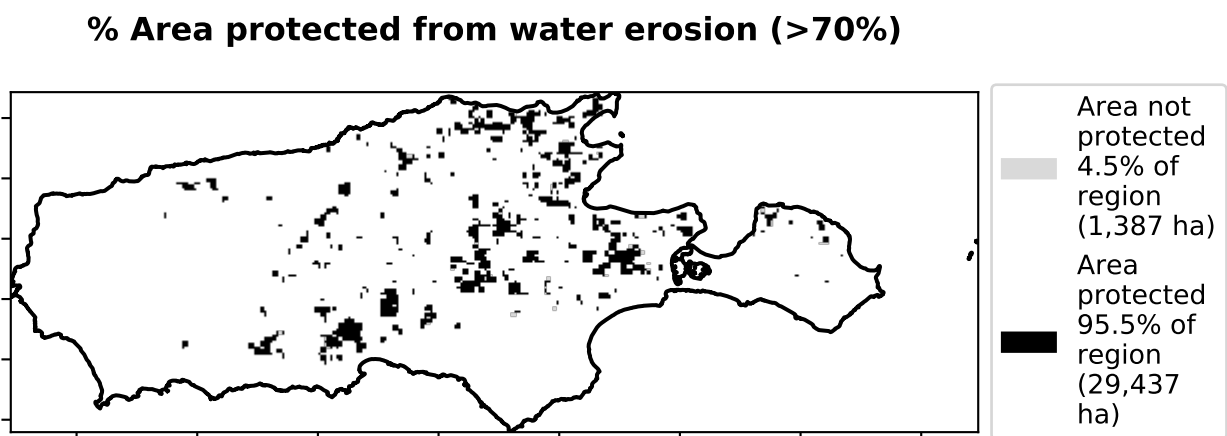 % Area protected from water erosion (>70%)
Area not
protected
4.5% of
region
(1,387 ha)
Area
protected
95.5% of
region
(29,437
ha)